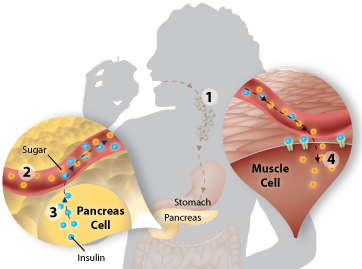 1
Sugar
2
3
Pancreas
Cell
Insulin
Stomach
Pancreas
Muscle
Cell
4